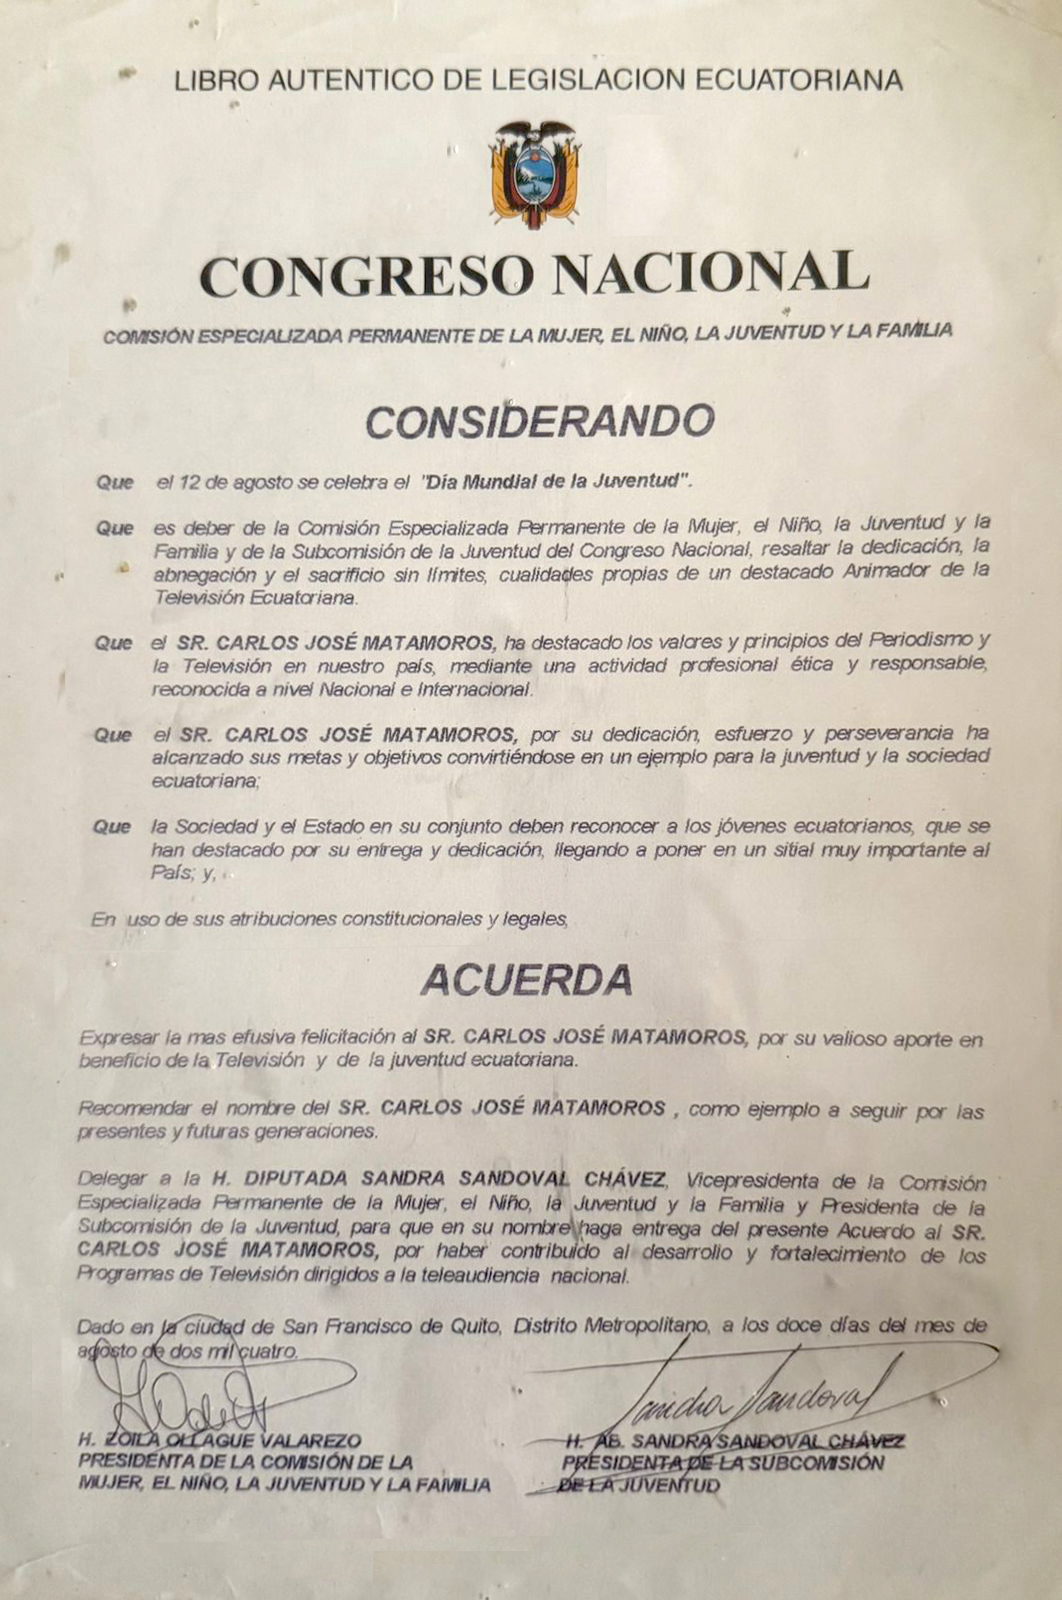 LIBRO AUTENTICO DE LEGISLACION ECUATORIANA
CONGRESO NACIONAL
COMISIÓN ESPECIALIZADA PERMANENTE DE LA MUJER, EL NIÑO, LA JUVENTUD Y LA FAMILIA
CONSIDERANDO
Que el 12 de agosto se celebra el "Día Mundial de la Juventud".
Que es deber de la Comisión Especializada Permanente de la Mujer, el Niño, la Juventud y la
Familia y de la Subcomisión de la Juventud del Congreso Nacional, resaltar la dedicación, la
abnegación y el sacrificio sin límites, cualidades propias de un destacado Animador de la
Televisión Ecuatoriana.
Que el SR. CARLOS JOSÉ MATAMOROS, ha destacado los valores y principios del Periodismo y
la Televisión en nuestro país, mediante una actividad profesional ética y responsable,
reconocida a nivel Nacional e Internacional.
Que el SR. CARLOS JOSÉ MATAMOROS, por su dedicación, esfuerzo y perseverancia ha
alcanzado sus metas y objetivos convirtiéndose en un ejemplo para la juventud y la sociedad
ecuatoriana;
Que la Sociedad y el Estado en su conjunto deben reconocer a los jóvenes ecuatorianos, que se
han destacado por su entrega y dedicación, llegando a poner en un sitial muy importante al
País; y,
En uso de sus atribuciones constitucionales y legales,
ACUERDA
Expresar la mas efusiva felicitación al SR. CARLOS JOSÉ MATAMOROS, por su valioso aporte en
beneficio de la Televisión y de la juventud ecuatoriana.
Recomendar el nombre del SR. CARLOS JOSÉ MATAMOROS , como ejemplo a seguir por las
presentes y futuras generaciones.
Delegar a la H. DIPUTADA SANDRA SANDOVAL CHÁVEZ, Vicepresidenta de la Comisión
Especializada Permanente de la Mujer, el Niño, la Juventud y la Familia y Presidenta de la
Subcomisión de la Juventud, para que en su nombre haga entrega del presente Acuerdo al SR.
CARLOS JOSÉ MATAMOROS, por haber contribuido al desarrollo y fortalecimiento de los
Programas de Televisión dirigidos a la teleaudiencia nacional.
Dado en la ciudad de San Francisco de Quito, Distrito Metropolitano, a los doce días del mes de
agosto de dos mil cuatro.
Sandra Sandoval
H. ZOILA OLLAGUE VALAREZO
PRESIDENTA DE LA COMISIÓN DE LA
MUJER, EL NIÑO, LA JUVENTUD Y LA FAMILIA
H. AB. SANDRA SANDOVAL CHÁVEZ
PRESIDENTA DE LA SUBCOMISIÓN
DE LA JUVENTUD